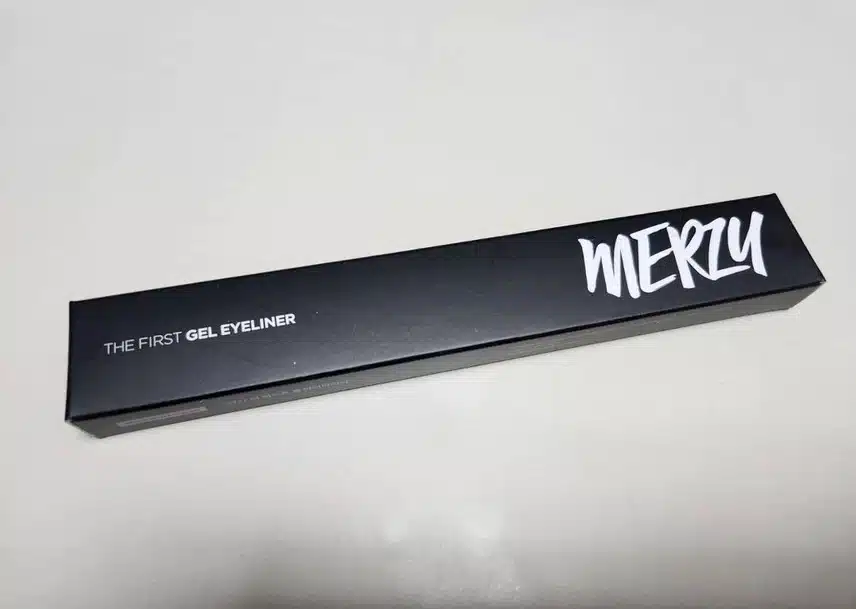 THE FIRST GEL EYELINER
MERZY